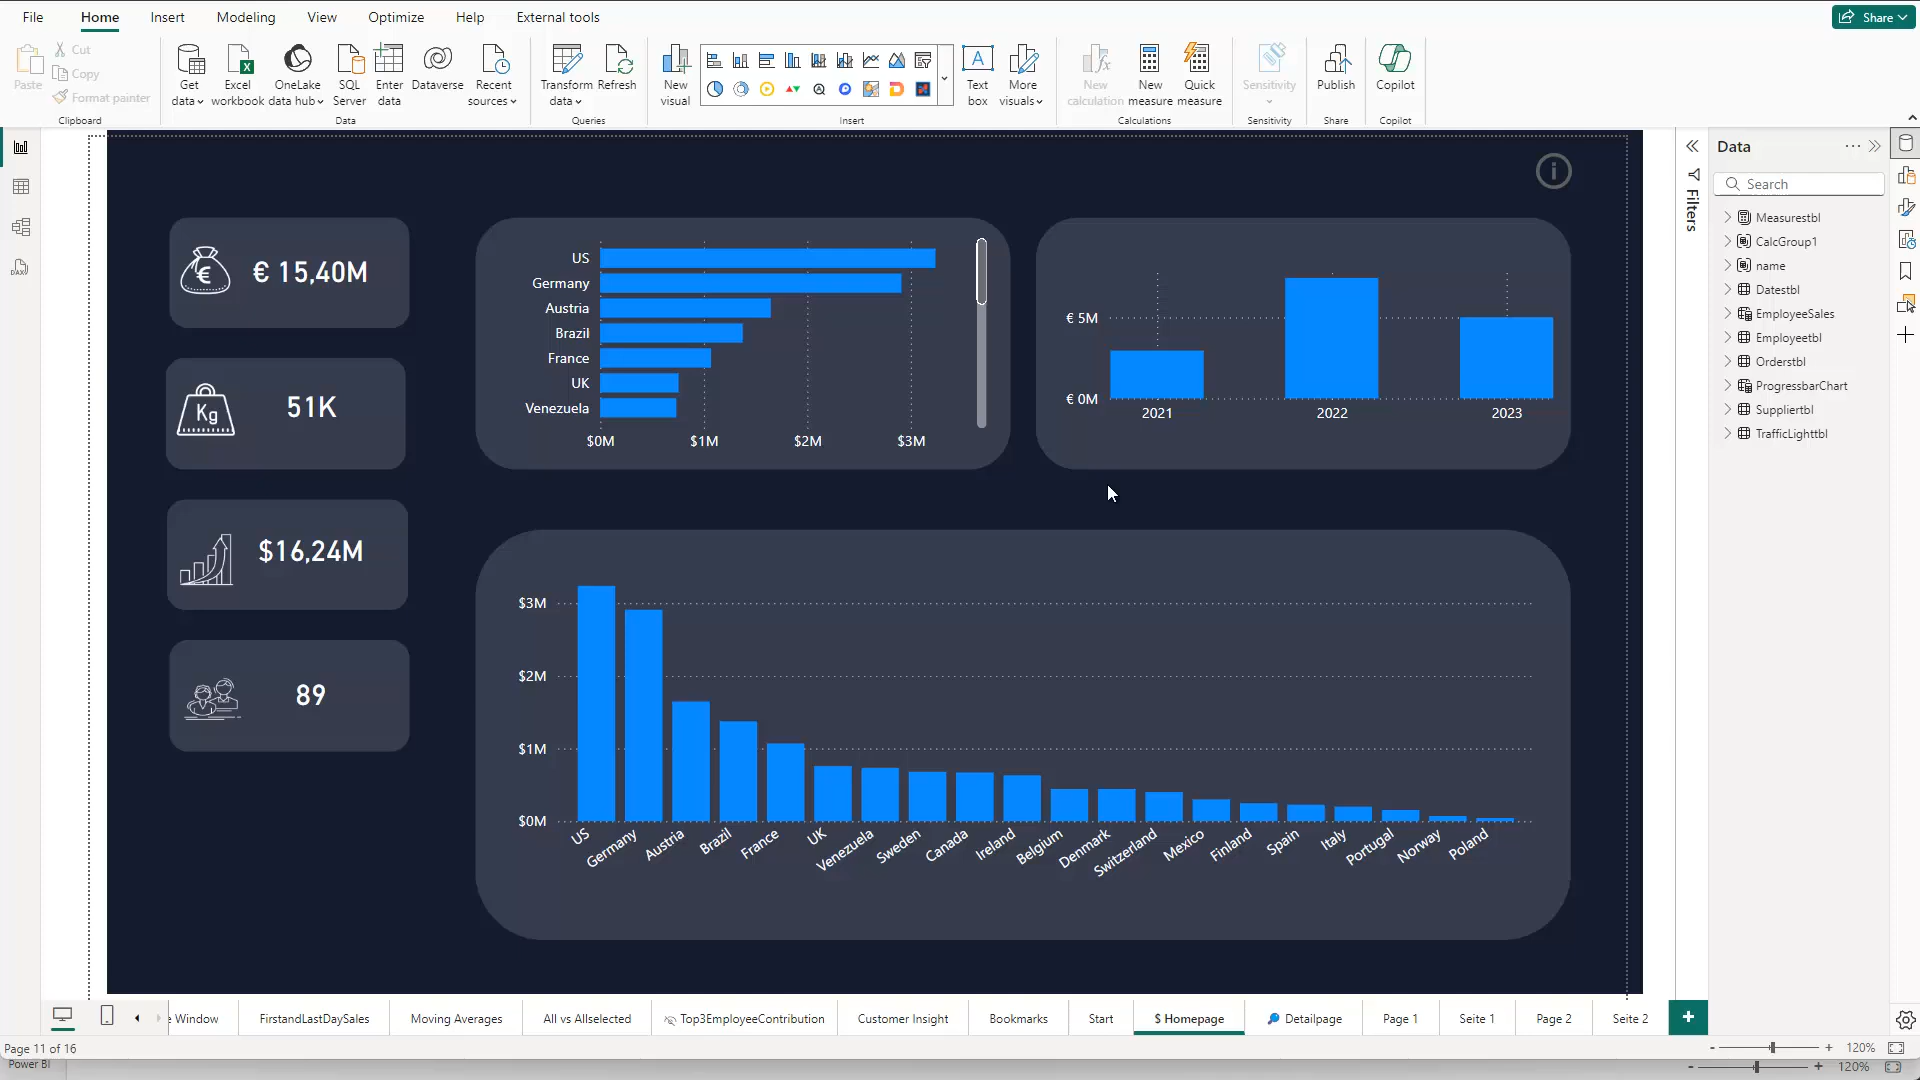 File Home Insert Modeling View Optimize Help External tools
Share
Paste
Cut
Copy
Format painter
Clipboard
Get data
Excel workbook
OneLake data hub
SQL Server
Enter data
Dataverse
Recent sources
Data
Transform data
Refresh
Queries
New visual
A
Text box
More visuals
Insert
New calculation
New measure
Quick measure
Calculations
Sensitivity
Sensitivity
Publish
Share
Copilot
Copilot
DAX
€ 15,40M
Kg
51K
$16,24M
89
US
Germany
Austria
Brazil
France
UK
Venezuela
$0M $1M $2M $3M
€ 5M
€ 0M
2021 2022 2023
$3M
$2M
$1M
$0M
US Germany Austria Brazil France UK Venezuela Sweden Canada Ireland Belgium Denmark Switzerland Mexico Finland Spain Italy Portugal Norway Poland
Filters
Data
Search
Measurestbl
CalcGroup1
name
Datestbl
EmployeeSales
Employeetbl
Orderstbl
ProgressbarChart
Suppliertbl
TrafficLighttbl
e Window FirstandLastDaySales Moving Averages All vs Allselected Top3EmployeeContribution Customer Insight Bookmarks Start $ Homepage Detailpage Page 1 Seite 1 Page 2 Seite 2
Page 11 of 16
120%
Power BI
120%